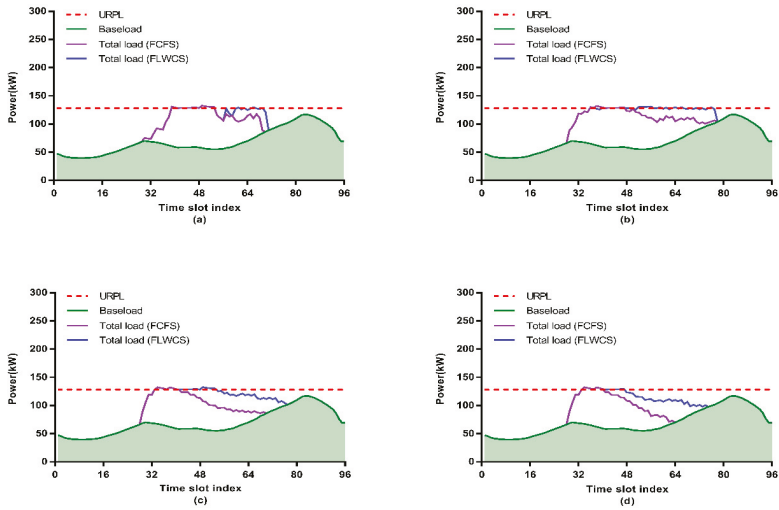 300
250
200
150
100
50
0
Power(kW)
URPL
Baseload
Total load (FCFS)
Total load (FLWCS)
0 16 32 48 64 80 96
Time slot index
(a)
300
250
200
150
100
50
0
Power(kW)
URPL
Baseload
Total load (FCFS)
Total load (FLWCS)
0 16 32 48 64 80 96
Time slot index
(b)
300
250
200
150
100
50
0
Power(kW)
URPL
Baseload
Total load (FCFS)
Total load (FLWCS)
0 16 32 48 64 80 96
Time slot index
(c)
300
250
200
150
100
50
0
Power(kW)
URPL
Baseload
Total load (FCFS)
Total load (FLWCS)
0 16 32 48 64 80 96
Time slot index
(d)